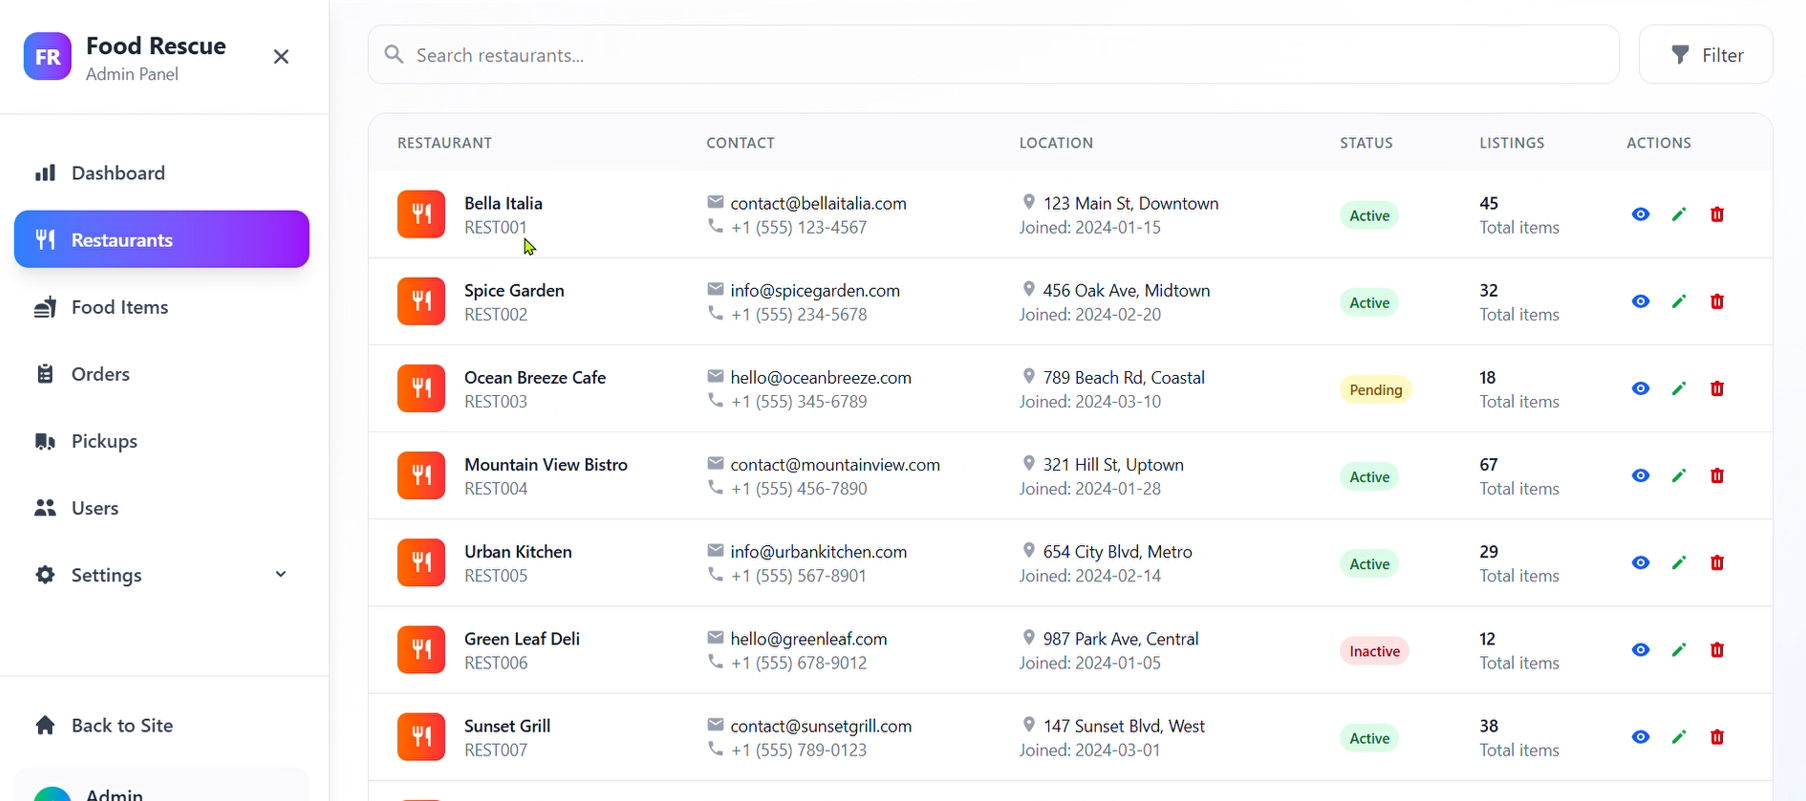 FR
Food Rescue
Admin Panel
Dashboard
Restaurants
Food Items
Orders
Pickups
Users
Settings
Back to Site
Admin
Search restaurants...
Filter
RESTAURANT CONTACT LOCATION STATUS LISTINGS ACTIONS
Bella Italia contact@bellaitalia.com 123 Main St, Downtown Active 45
REST001 +1 (555) 123-4567 Joined: 2024-01-15 Total items
Spice Garden info@spicegarden.com 456 Oak Ave, Midtown Active 32
REST002 +1 (555) 234-5678 Joined: 2024-02-20 Total items
Ocean Breeze Cafe hello@oceanbreeze.com 789 Beach Rd, Coastal Pending 18
REST003 +1 (555) 345-6789 Joined: 2024-03-10 Total items
Mountain View Bistro contact@mountainview.com 321 Hill St, Uptown Active 67
REST004 +1 (555) 456-7890 Joined: 2024-01-28 Total items
Urban Kitchen info@urbankitchen.com 654 City Blvd, Metro Active 29
REST005 +1 (555) 567-8901 Joined: 2024-02-14 Total items
Green Leaf Deli hello@greenleaf.com 987 Park Ave, Central Inactive 12
REST006 +1 (555) 678-9012 Joined: 2024-01-05 Total items
Sunset Grill contact@sunsetgrill.com 147 Sunset Blvd, West Active 38
REST007 +1 (555) 789-0123 Joined: 2024-03-01 Total items